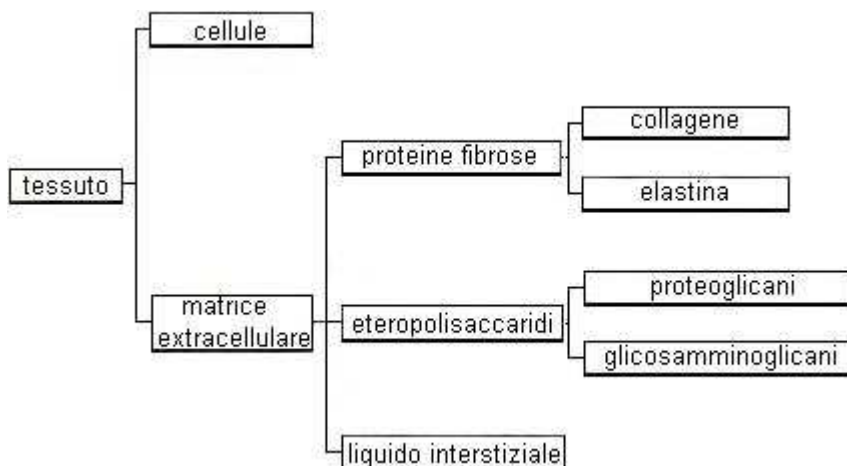 cellule
collagene
proteine fibrose
tessuto
elastina
proteoglicani
matrice
extracellulare
eteropolisaccaridi
glicosamminoglicani
liquido interstiziale